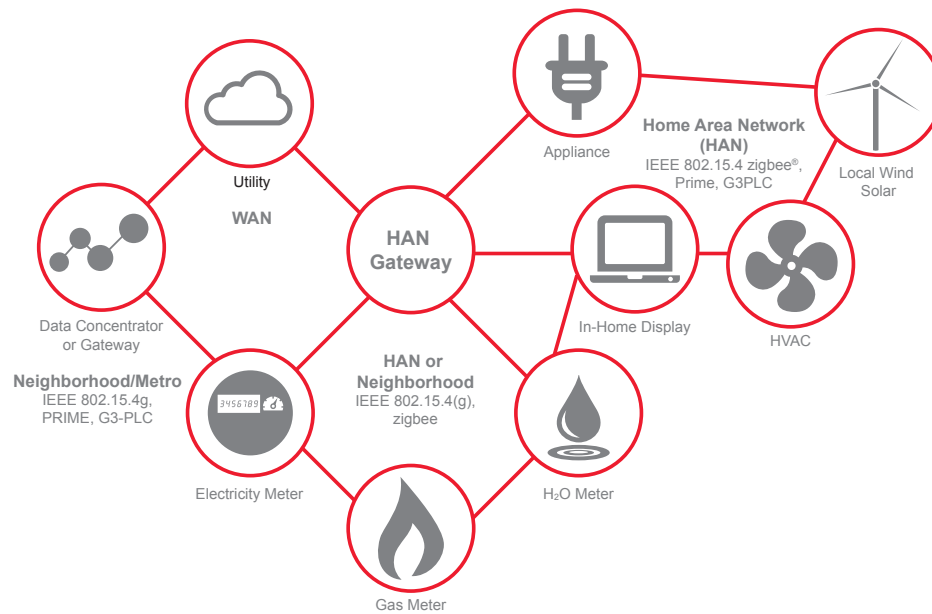 Appliance
Home Area Network
(HAN)
IEEE 802.15.4 zigbee®,
Prime, G3PLC
Local Wind
Solar
Utility
WAN
HAN
Gateway
Data Concentrator
or Gateway
In-Home Display
HVAC
Neighborhood/Metro
IEEE 802.15.4g,
PRIME, G3-PLC
HAN or
Neighborhood
IEEE 802.15.4(g),
zigbee
3456789
Electricity Meter
H₂O Meter
Gas Meter